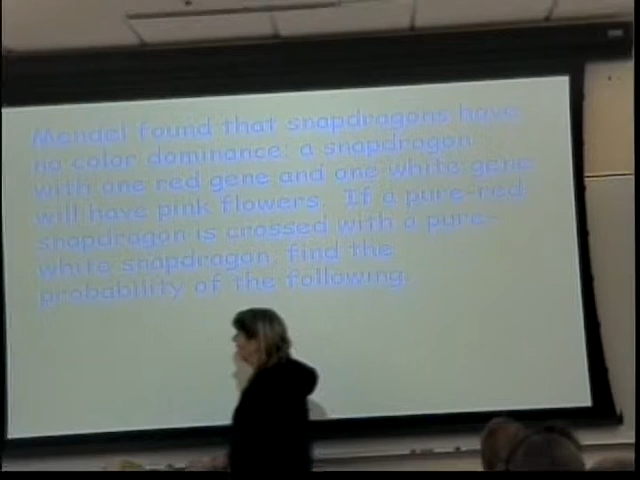 Mendel found that snapdragons have
no color dominance; a snapdragon
with one red gene and one white gene
will have pink flowers. If a pure-red
snapdragon is crossed with a pure-
white snapdragon, find the
probability of the following.